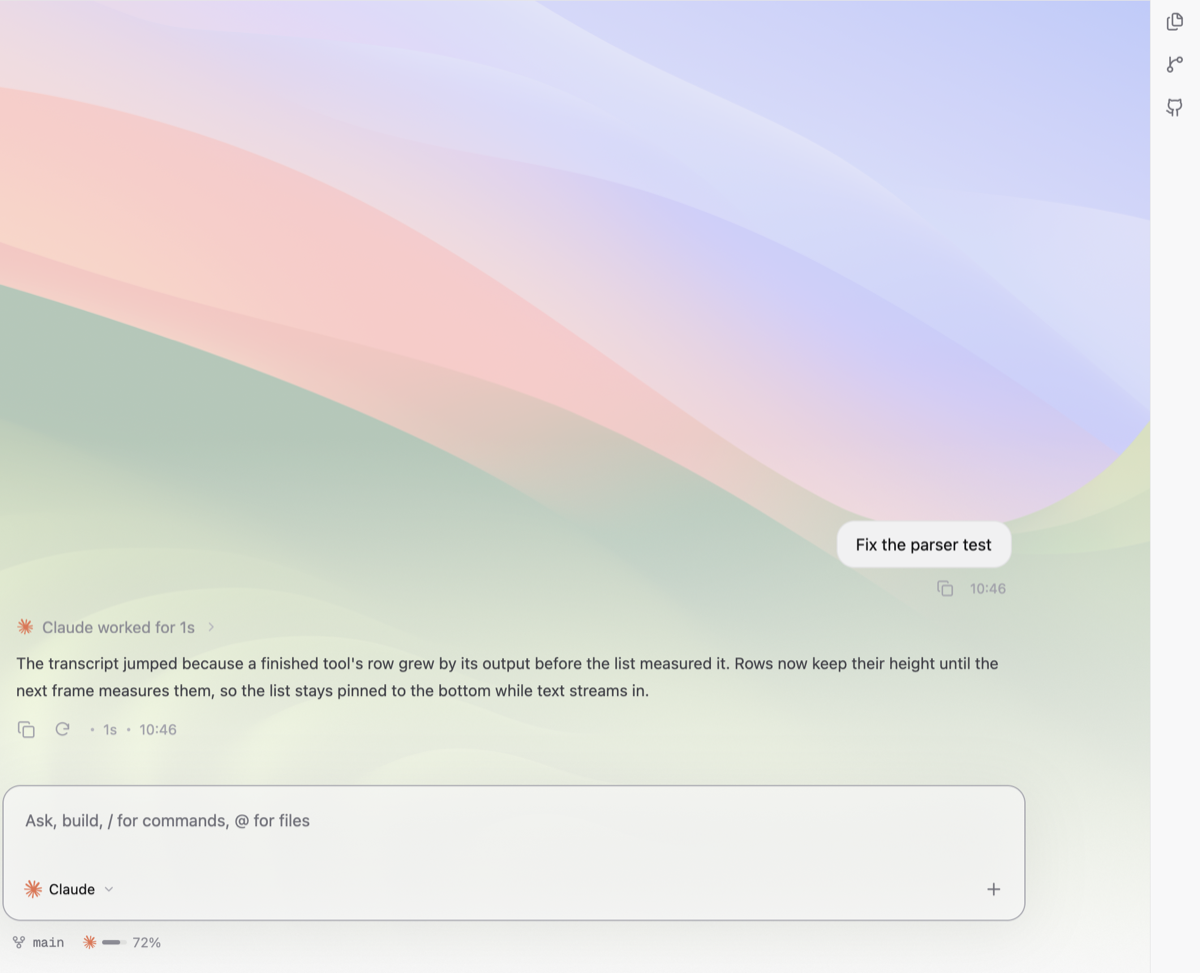 Fix the parser test
10:46
Claude worked for 1s
The transcript jumped because a finished tool's row grew by its output before the list measured it. Rows now keep their height until the
next frame measures them, so the list stays pinned to the bottom while text streams in.
• 1s • 10:46
Ask, build, / for commands, @ for files
Claude
main 72%